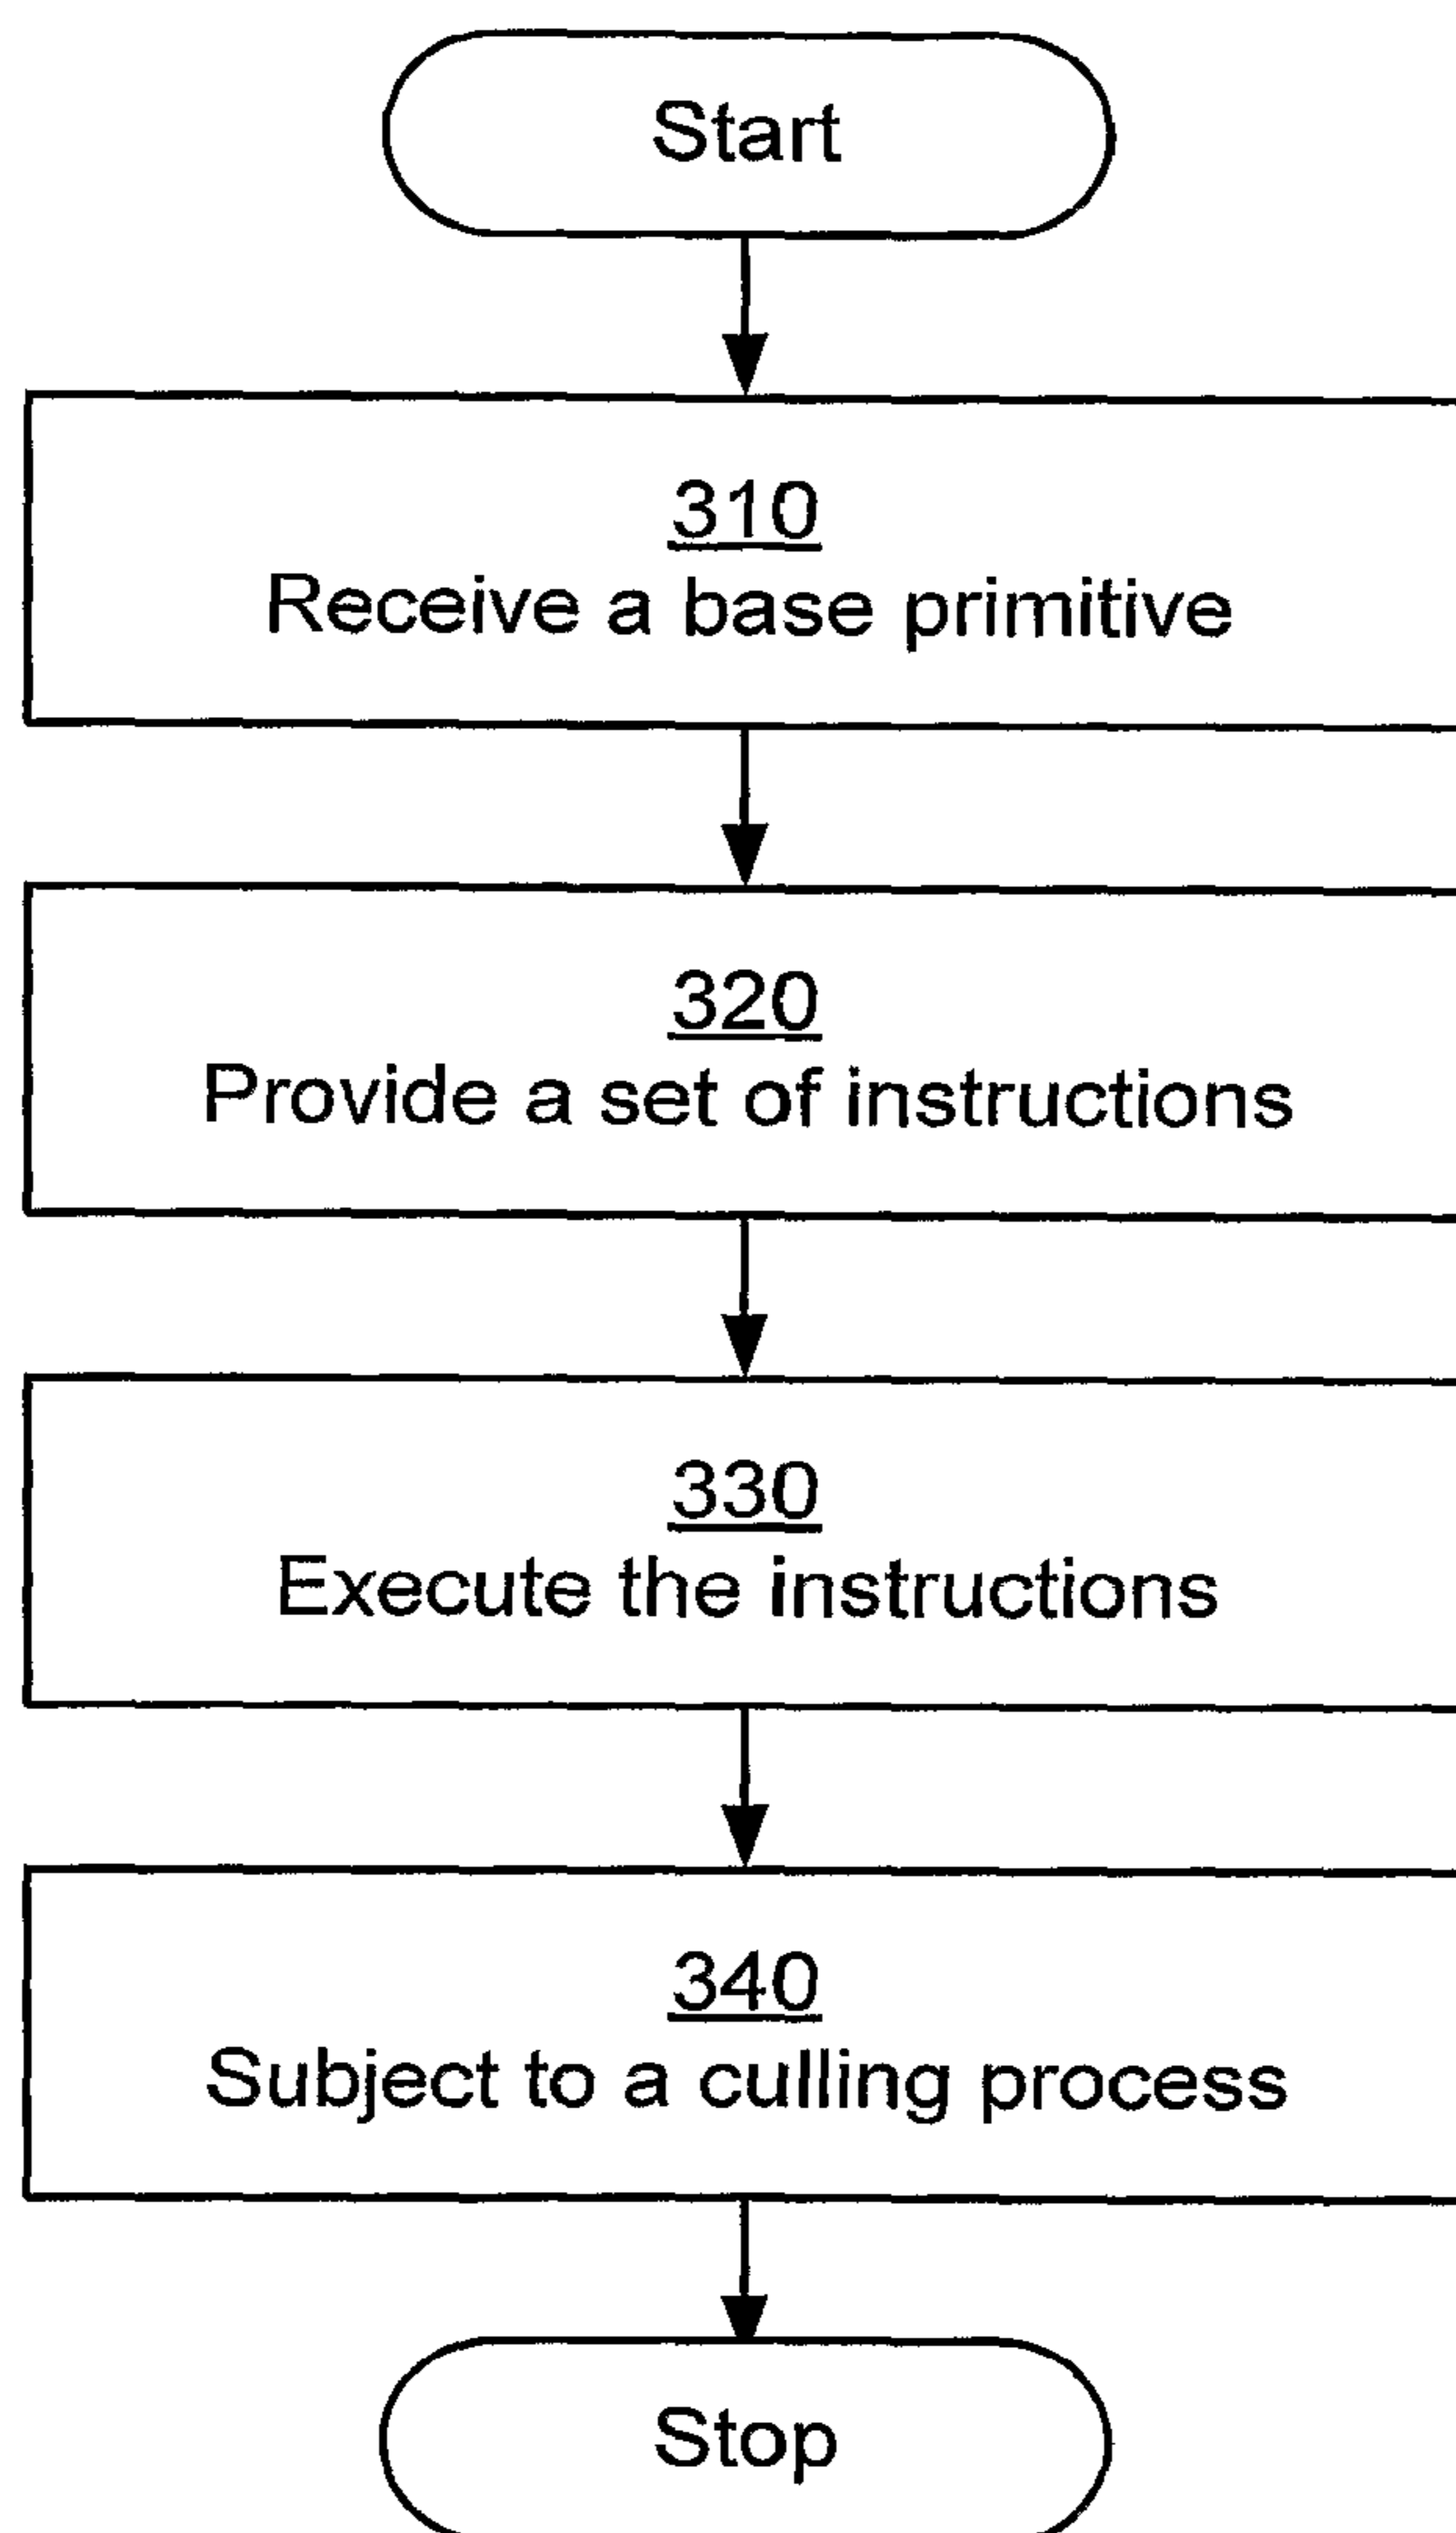 Start
310
Receive a base primitive
320
Provide a set of instructions
330
Execute the instructions
340
Subject to a culling process
Stop